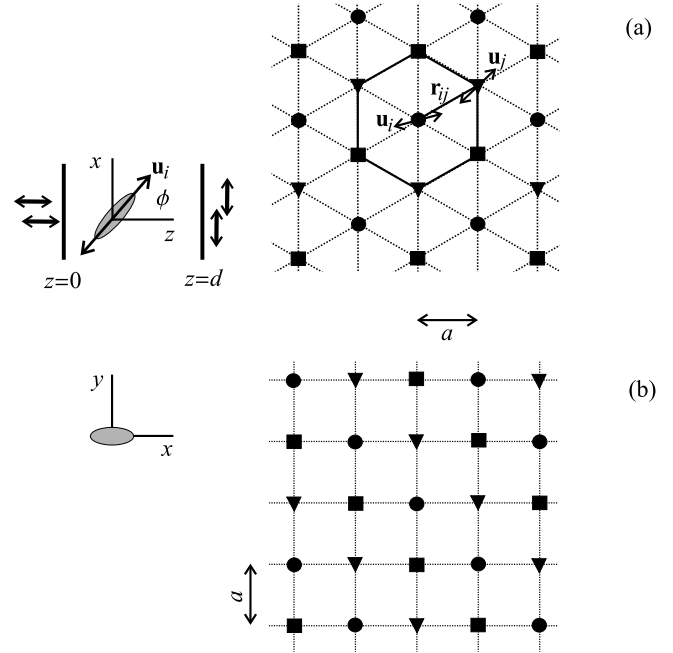 (a)
u_j
r_ij
u_i
x
u_i
ϕ
z
z=0
z=d
a
y
x
(b)
a